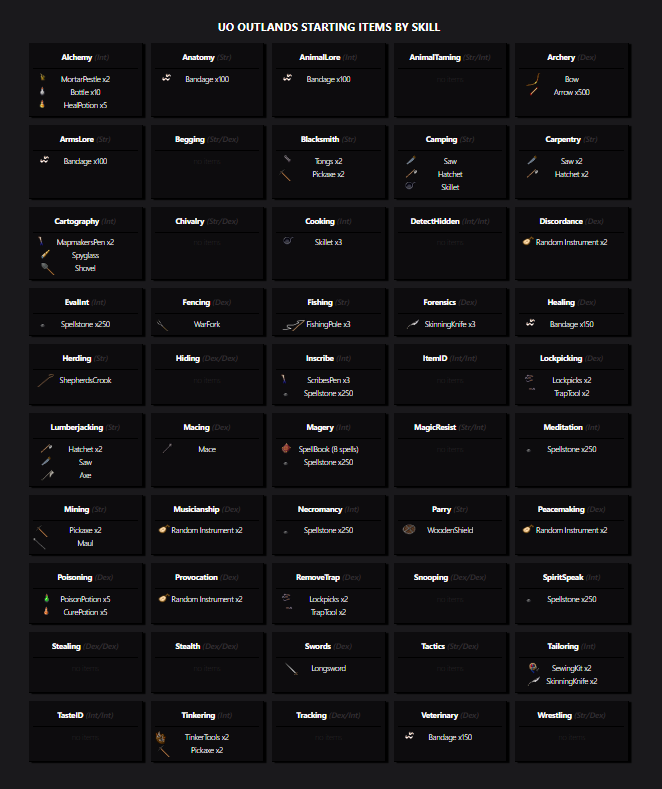 UO OUTLANDS STARTING ITEMS BY SKILL
Alchemy (Int)
MortarPestle x2
Bottle x10
HealPotion x5
Anatomy (Str)
Bandage x100
AnimalLore (Int)
Bandage x100
AnimalTaming (Str/Int)
no items
Archery (Dex)
Bow
Arrow x500
ArmsLore (Str)
Bandage x100
Begging (Str/Dex)
no items
Blacksmith (Str)
Tongs x2
Pickaxe x2
Camping (Str)
Saw
Hatchet
Skillet
Carpentry (Str)
Saw x2
Hatchet x2
Cartography (Int)
MapmakersPen x2
Spyglass
Shovel
Chivalry (Str/Dex)
no items
Cooking (Int)
Skillet x3
DetectHidden (Int/Int)
no items
Discordance (Dex)
Random Instrument x2
EvalInt (Int)
Spellstone x250
Fencing (Dex)
WarFork
Fishing (Str)
FishingPole x3
Forensics (Dex)
SkinningKnife x3
Healing (Dex)
Bandage x150
Herding (Str)
ShepherdsCrook
Hiding (Dex/Dex)
no items
Inscribe (Int)
ScribesPen x3
Spellstone x250
ItemID (Int/Int)
no items
Lockpicking (Dex)
Lockpicks x2
TrapTool x2
Lumberjacking (Str)
Hatchet x2
Saw
Axe
Macing (Dex)
Mace
Magery (Int)
SpellBook (8 spells)
Spellstone x250
MagicResist (Str/Int)
no items
Meditation (Int)
Spellstone x250
Mining (Str)
Pickaxe x2
Maul
Musicianship (Dex)
Random Instrument x2
Necromancy (Int)
Spellstone x250
Parry (Str)
WoodenShield
Peacemaking (Dex)
Random Instrument x2
Poisoning (Dex)
PoisonPotion x5
CurePotion x5
Provocation (Dex)
Random Instrument x2
RemoveTrap (Dex)
Lockpicks x2
TrapTool x2
Snooping (Dex/Dex)
no items
SpiritSpeak (Int)
Spellstone x250
Stealing (Dex/Dex)
no items
Stealth (Dex/Dex)
no items
Swords (Dex)
Longsword
Tactics (Str/Dex)
no items
Tailoring (Int)
SewingKit x2
SkinningKnife x2
TasteID (Int/Int)
no items
Tinkering (Int)
TinkerTools x2
Pickaxe x2
Tracking (Dex/Int)
no items
Veterinary (Dex)
Bandage x150
Wrestling (Str/Dex)
no items